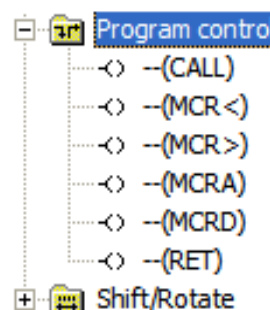 Program contro
--(CALL)
--(MCR<)
--(MCR>)
--(MCRA)
--(MCRD)
--(RET)
Shift/Rotate